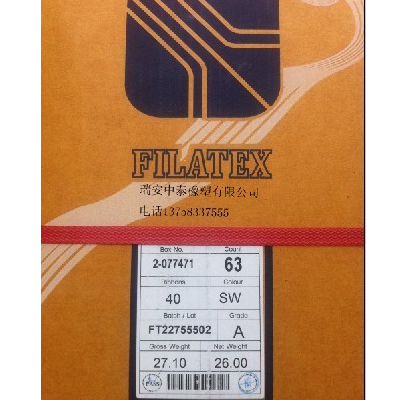 FILATEX
瑞安中泰橡塑有限公司
电话13758337555
Box No. Count
2-077471 63
Colour
40 SW
Batch / Lot Grade
FT22755502 A
Gross Weight Net Weight
27.10 26.00
PASS